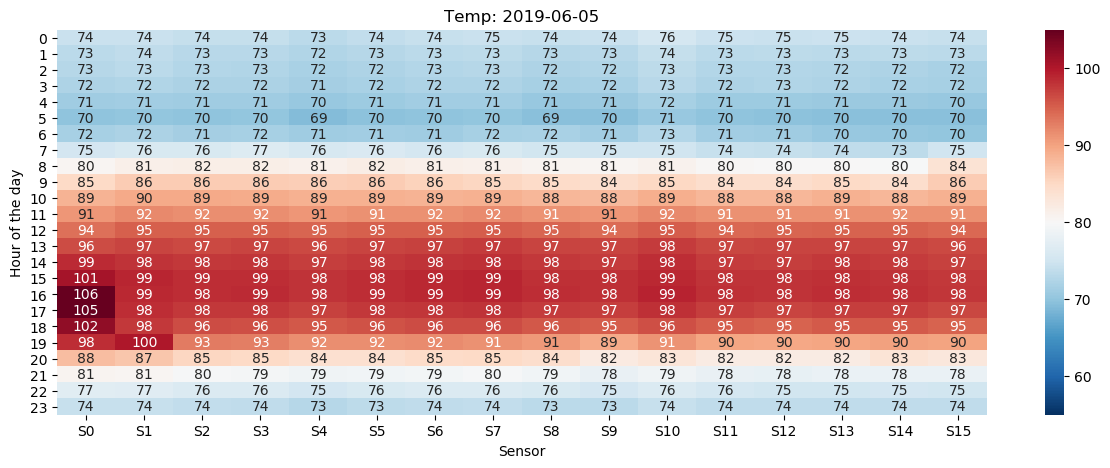 Temp: 2019-06-05
0 74 74 74 74 73 74 74 75 74 74 76 75 75 75 74 74
1 73 74 73 73 72 73 73 73 73 73 74 73 73 73 73 73
2 73 73 73 73 72 72 73 73 72 72 73 73 73 72 72 72
3 72 72 72 72 71 72 72 72 72 72 73 72 73 72 72 72
4 71 71 71 71 70 71 71 71 71 71 72 71 71 71 71 70
5 70 70 70 70 69 70 70 70 69 70 71 70 70 70 70 70
6 72 72 71 72 71 71 71 72 72 71 73 71 71 70 70 70
7 75 76 76 77 76 76 76 76 75 75 75 74 74 74 73 75
8 80 81 82 82 81 82 81 81 81 81 81 80 80 80 80 84
9 85 86 86 86 86 86 86 85 85 84 85 84 84 85 84 86
10 89 90 89 89 89 89 89 89 88 88 89 88 88 89 88 89
11 91 92 92 92 91 91 92 92 91 91 92 91 91 91 92 91
12 94 95 95 95 95 95 95 95 95 94 95 94 95 95 95 94
13 96 97 97 97 96 97 97 97 97 97 98 97 97 97 97 96
14 99 98 98 98 97 98 98 98 98 97 98 97 97 98 98 97
15 101 99 99 99 98 98 99 99 98 98 99 98 98 98 98 98
16 106 99 98 99 98 99 99 99 98 98 99 98 98 98 98 98
17 105 98 98 98 97 98 98 98 97 97 98 97 97 98 97 97
18 102 98 96 96 95 96 96 96 96 95 96 95 95 95 95 95
19 98 100 93 93 92 92 92 91 91 89 91 90 90 90 90 90
20 88 87 85 85 84 84 85 85 84 82 83 82 82 82 83 83
21 81 81 80 79 79 79 79 80 79 78 79 78 78 78 78 78
22 77 77 76 76 75 76 76 76 76 75 76 76 75 75 75 75
23 74 74 74 74 73 73 74 74 73 73 74 74 74 74 74 74
S0 S1 S2 S3 S4 S5 S6 S7 S8 S9 S10 S11 S12 S13 S14 S15
Sensor
Hour of the day
100
90
80
70
60